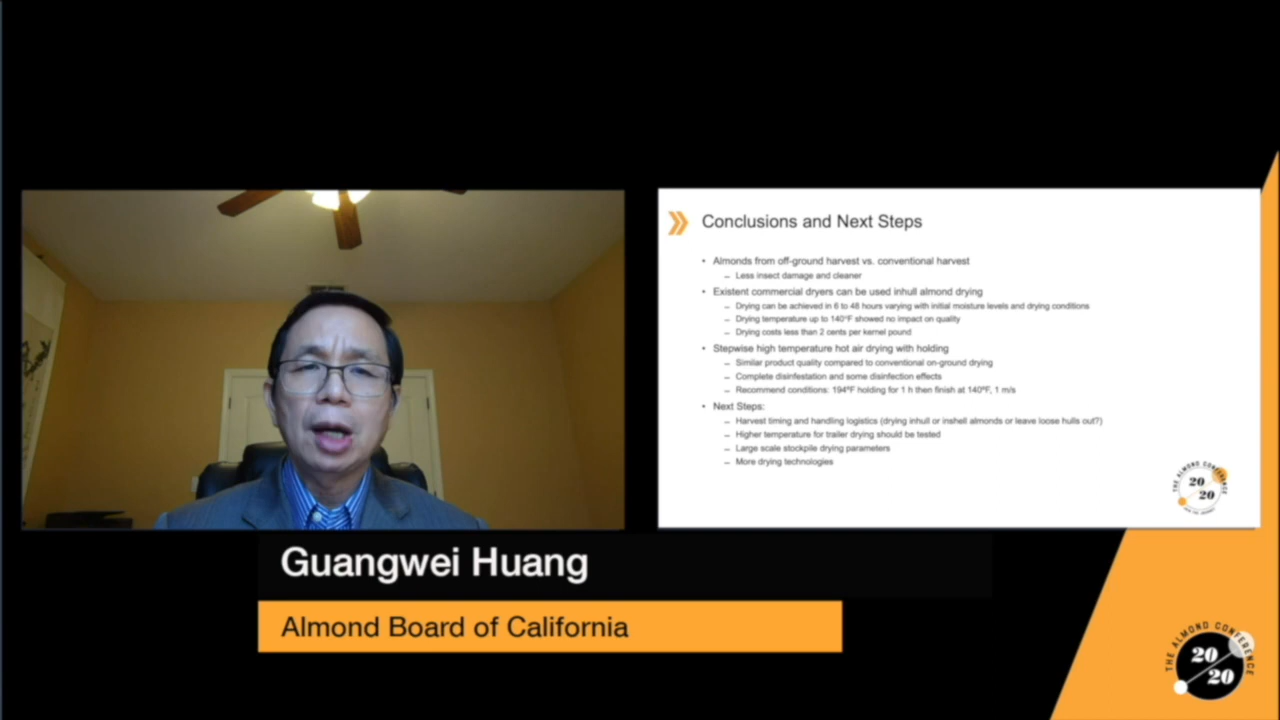 Conclusions and Next Steps
• Almonds from off-ground harvest vs. conventional harvest
– Less insect damage and cleaner
• Existent commercial dryers can be used inhull almond drying
– Drying can be achieved in 6 to 48 hours varying with initial moisture levels and drying conditions
– Drying temperature up to 140°F showed no impact on quality
– Drying costs less than 2 cents per kernel pound
• Stepwise high temperature hot air drying with holding
– Similar product quality compared to conventional on-ground drying
– Complete disinfestation and some disinfection effects
– Recommend conditions: 194°F holding for 1 h then finish at 140°F, 1 m/s
• Next Steps:
– Harvest timing and handling logistics (drying inhull or inshell almonds or leave loose hulls out?)
– Higher temperature for trailer drying should be tested
– Large scale stockpile drying parameters
– More drying technologies
THE ALMOND CONFERENCE
20
20
Guangwei Huang
Almond Board of California
THE ALMOND CONFERENCE
20
20